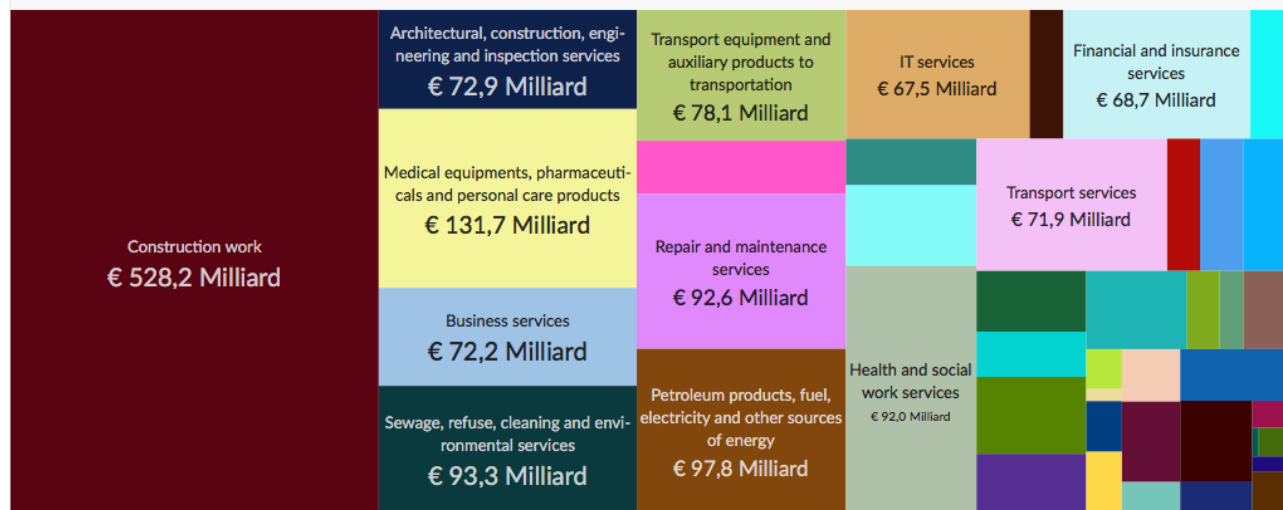 Construction work
€ 528,2 Milliard
Architectural, construction, engi-
neering and inspection services
€ 72,9 Milliard
Medical equipments, pharmaceuti-
cals and personal care products
€ 131,7 Milliard
Business services
€ 72,2 Milliard
Sewage, refuse, cleaning and envi-
ronmental services
€ 93,3 Milliard
Transport equipment and
auxiliary products to
transportation
€ 78,1 Milliard
Repair and maintenance
services
€ 92,6 Milliard
Petroleum products, fuel,
electricity and other sources
of energy
€ 97,8 Milliard
IT services
€ 67,5 Milliard
Financial and insurance
services
€ 68,7 Milliard
Transport services
€ 71,9 Milliard
Health and social
work services
€ 92,0 Milliard